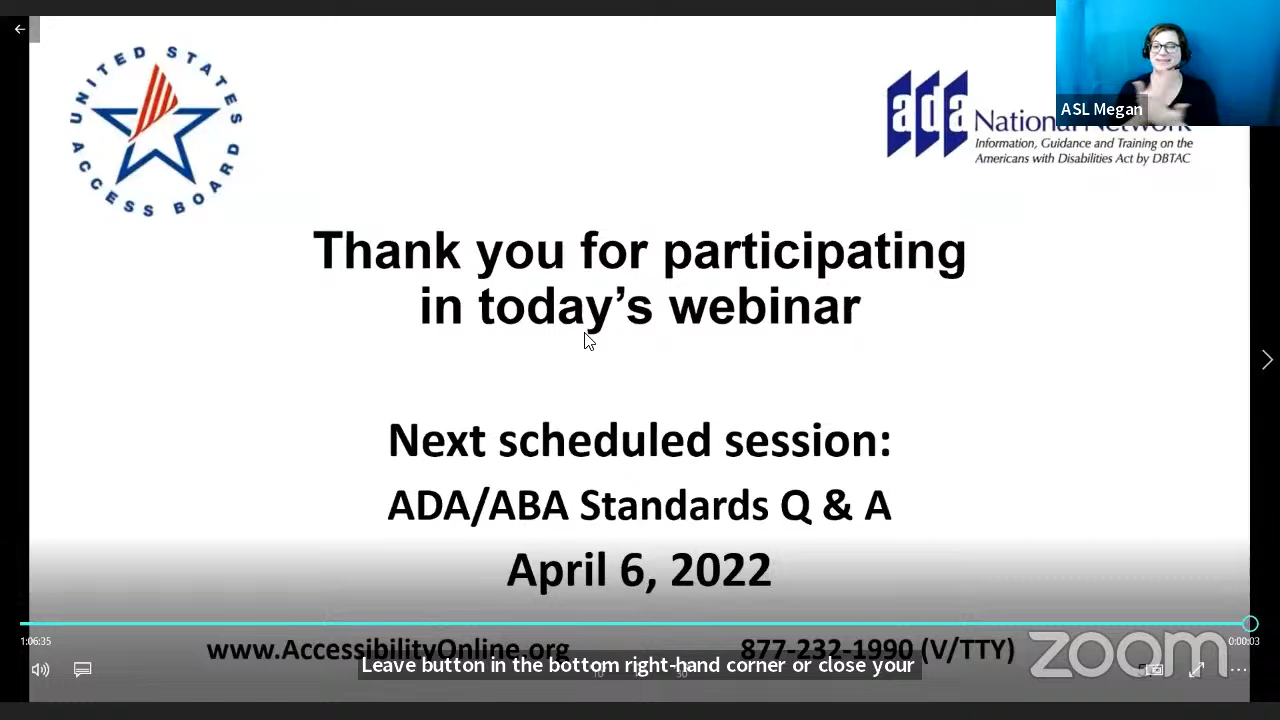 UNITED STATES ACCESS BOARD
ada
National Network
Information, Guidance and Training on the
Americans with Disabilities Act by DBTAC
ASL Megan
Thank you for participating
in today’s webinar
Next scheduled session:
ADA/ABA Standards Q & A
April 6, 2022
1:06:35
0:00:03
www.AccessibilityOnline.org
877-232-1990 (V/TTY)
zoom
Leave button in the bottom right-hand corner or close your
10
30